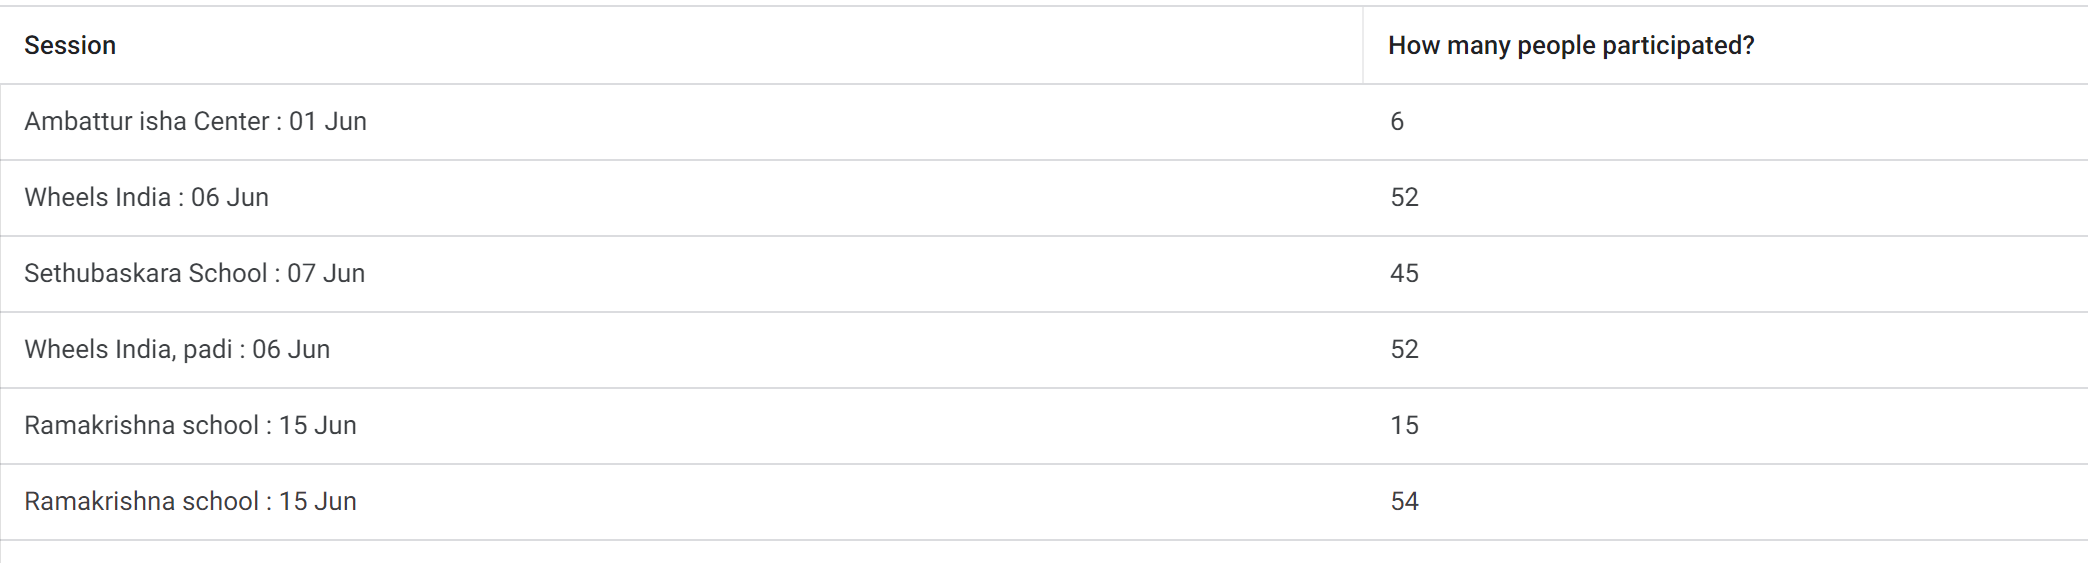 Session How many people participated?
Ambattur isha Center : 01 Jun 6
Wheels India : 06 Jun 52
Sethubaskara School : 07 Jun 45
Wheels India, padi : 06 Jun 52
Ramakrishna school : 15 Jun 15
Ramakrishna school : 15 Jun 54